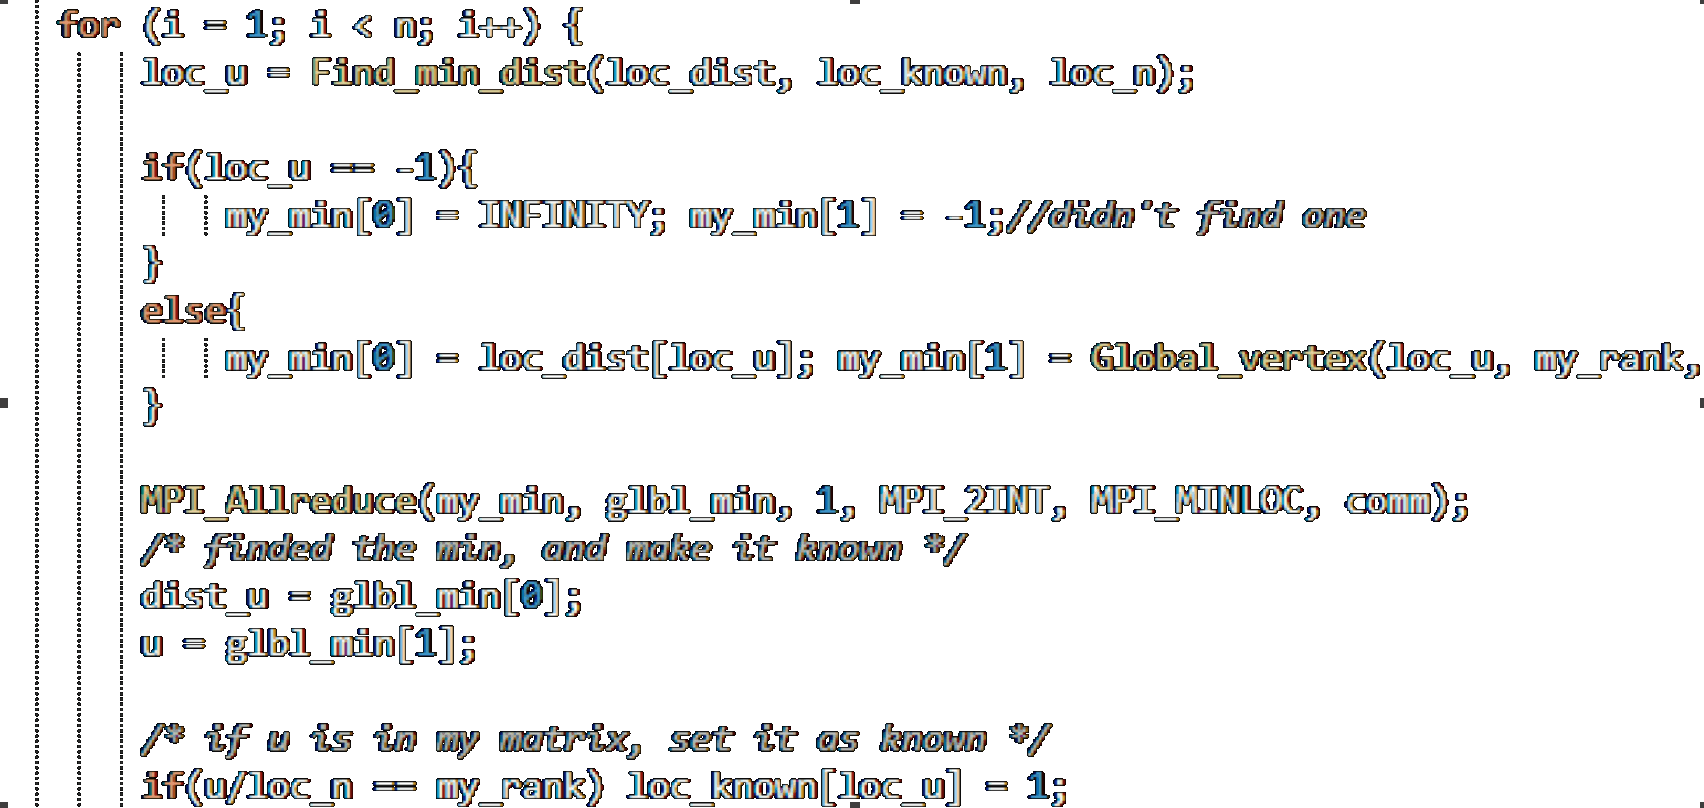 for (i = 1; i < n; i++) {
loc_u = Find_min_dist(loc_dist, loc_known, loc_n);
if(loc_u == -1){
my_min[0] = INFINITY; my_min[1] = -1;//didn't find one
}
else{
my_min[0] = loc_dist[loc_u]; my_min[1] = Global_vertex(loc_u, my_rank,
}
MPI_Allreduce(my_min, glbl_min, 1, MPI_2INT, MPI_MINLOC, comm);
/* finded the min, and make it known */
dist_u = glbl_min[0];
u = glbl_min[1];
/* if u is in my matrix, set it as known */
if(u/loc_n == my_rank) loc_known[loc_u] = 1;